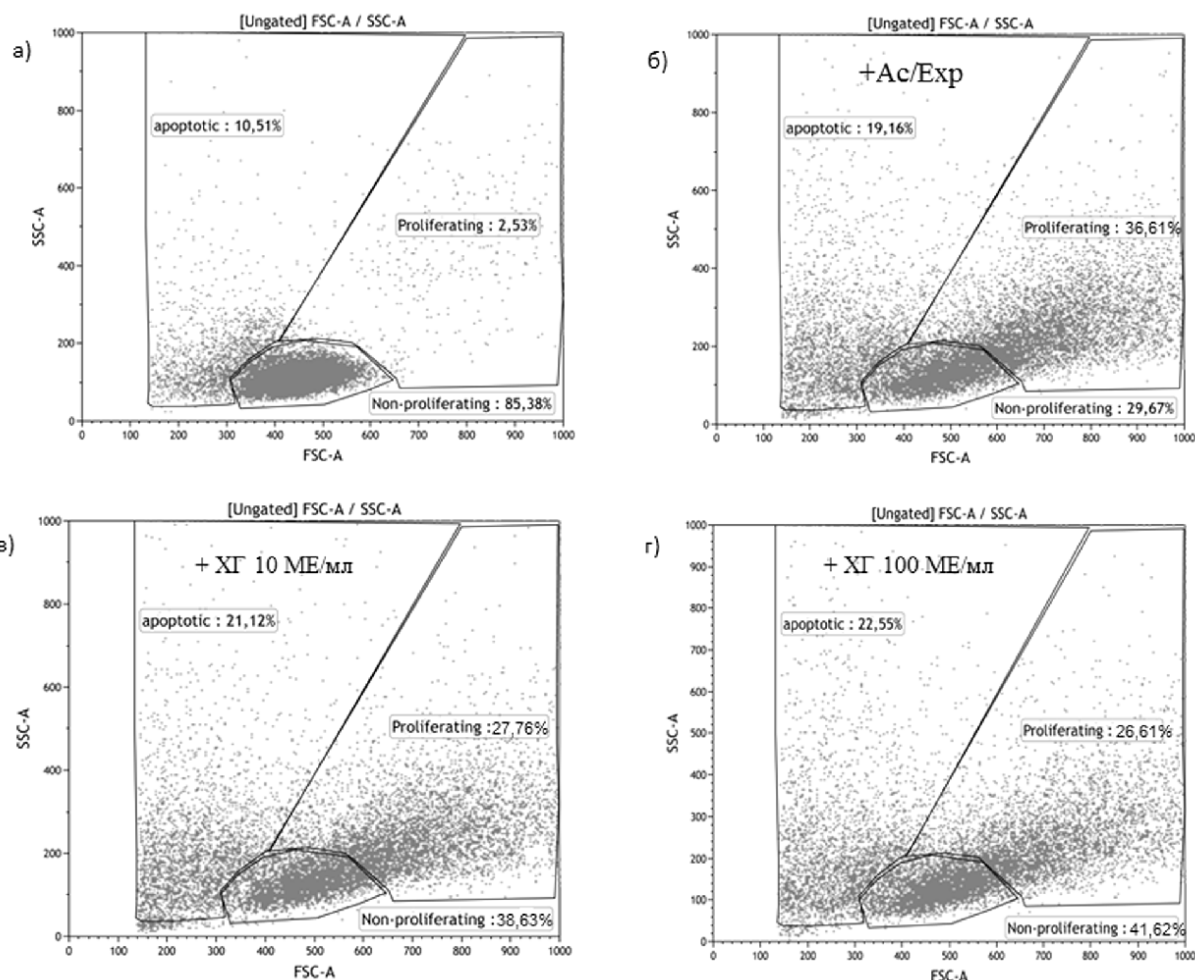 [Ungated] FSC-A / SSC-A
а)
1000
800
600
400
200
0
SSC-A
apoptotic : 10,51%
Proliferating : 2,53%
Non-proliferating : 85,38%
0 100 200 300 400 500 600 700 800 900 1000
FSC-A
[Ungated] FSC-A / SSC-A
б)
+Ac/Exp
1000
800
600
400
200
0
SSC-A
apoptotic : 19,16%
Proliferating : 36,61%
Non-proliferating : 29,67%
0 100 200 300 400 500 600 700 800 900 1000
FSC-A
[Ungated] FSC-A / SSC-A
в)
+ ХГ 10 МЕ/мл
1000
800
600
400
200
0
SSC-A
apoptotic : 21,12%
Proliferating :27,76%
Non-proliferating :38,63%
0 100 200 300 400 500 600 700 800 900 1000
FSC-A
[Ungated] FSC-A / SSC-A
г)
+ ХГ 100 МЕ/мл
1000
900
800
700
600
500
400
300
200
100
0
SSC-A
apoptotic : 22,55%
Proliferating : 26,61%
Non-proliferating : 41,62%
0 100 200 300 400 500 600 700 800 900 1000
FSC-A